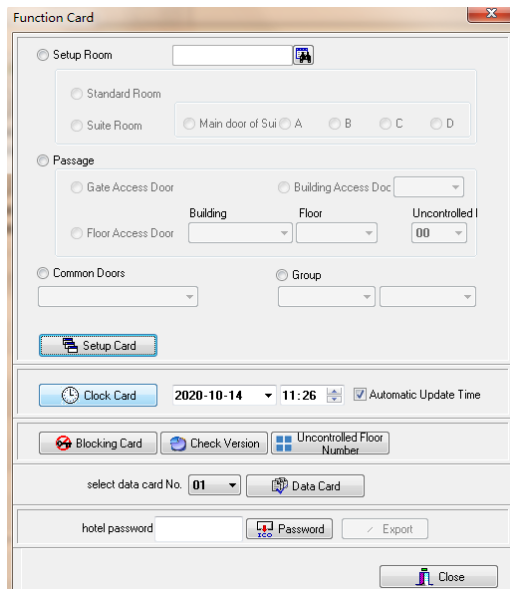 Function Card
Setup Room
Standard Room
Suite Room Main door of Sui A B C D
Passage
Gate Access Door Building Access Doc
Building Floor Uncontrolled
Floor Access Door 00
Common Doors Group
Setup Card
Clock Card 2020-10-14 11:26 Automatic Update Time
Blocking Card Check Version Uncontrolled Floor
Number
select data card No. 01 Data Card
hotel password ICO Password Export
Close